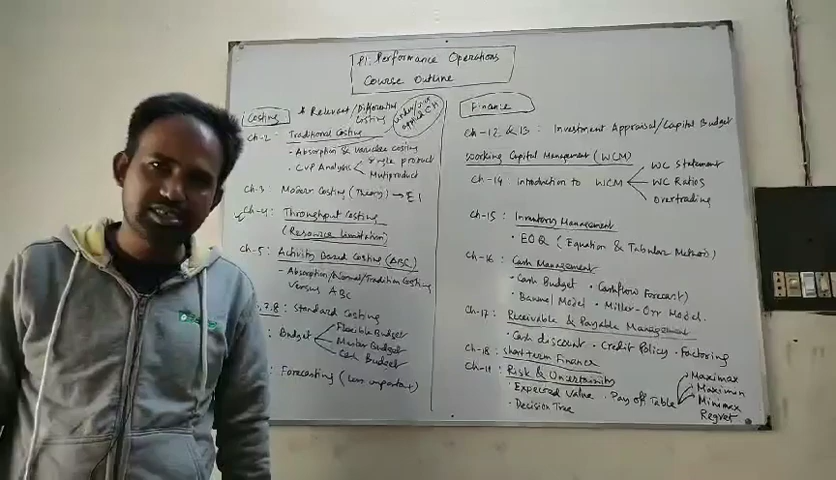 P1: Performance Operations
Course Outline
Costing
* Relevant/Differential Costing
Ch-2 Traditional Costing
• Absorption & Variable costing
• CVP Analysis
Single product
Multiproduct
Ch-3 Modern Costing (Theory) → E1
Ch-4 Throughput Costing
(Resource Limitation)
Ch-5: Activity Based Costing (ABC)
- Absorption/Normal/Tradition Costing
versus ABC
,7.8: Standard Costing
: Budget
Flexible Budget
Master Budget
Cash Budget
: Forecasting (Less important)
Finance
Ch-12 & 13: Investment Appraisal/Capital Budget
Working Capital Management (WCM)
Ch-14 Introduction to WCM
WC Statement
WC Ratios
Overtrading
Ch-15: Inventory Management
• EOQ (Equation & Tabular Method)
Ch-16: Cash Management
• Cash Budget • Cashflow Forecast)
• Baumel Model • Miller-Orr Model.
Ch-17: Receivable & Payable Management
• Cash discount • Credit Policy • Factoring
Ch-18: Short term Finance
Ch-19: Risk & Uncertainity
• Expected Value • Pay off Table
Maximax
Maximin
Minimax
Regret
• Decision Tree